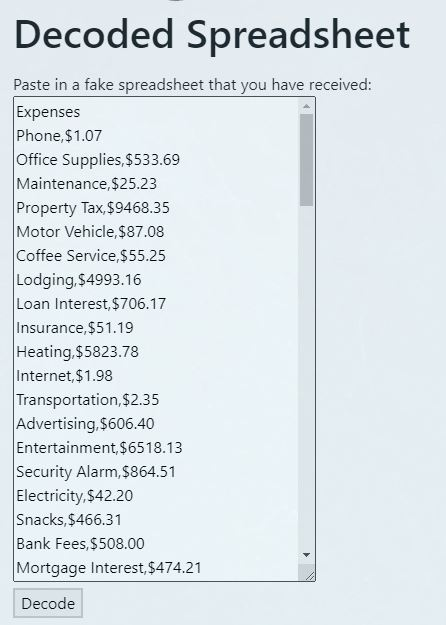 Decoded Spreadsheet
Paste in a fake spreadsheet that you have received:
Expenses
Phone,$1.07
Office Supplies,$533.69
Maintenance,$25.23
Property Tax,$9468.35
Motor Vehicle,$87.08
Coffee Service,$55.25
Lodging,$4993.16
Loan Interest,$706.17
Insurance,$51.19
Heating,$5823.78
Internet,$1.98
Transportation,$2.35
Advertising,$606.40
Entertainment,$6518.13
Security Alarm,$864.51
Electricity,$42.20
Snacks,$466.31
Bank Fees,$508.00
Mortgage Interest,$474.21
Decode